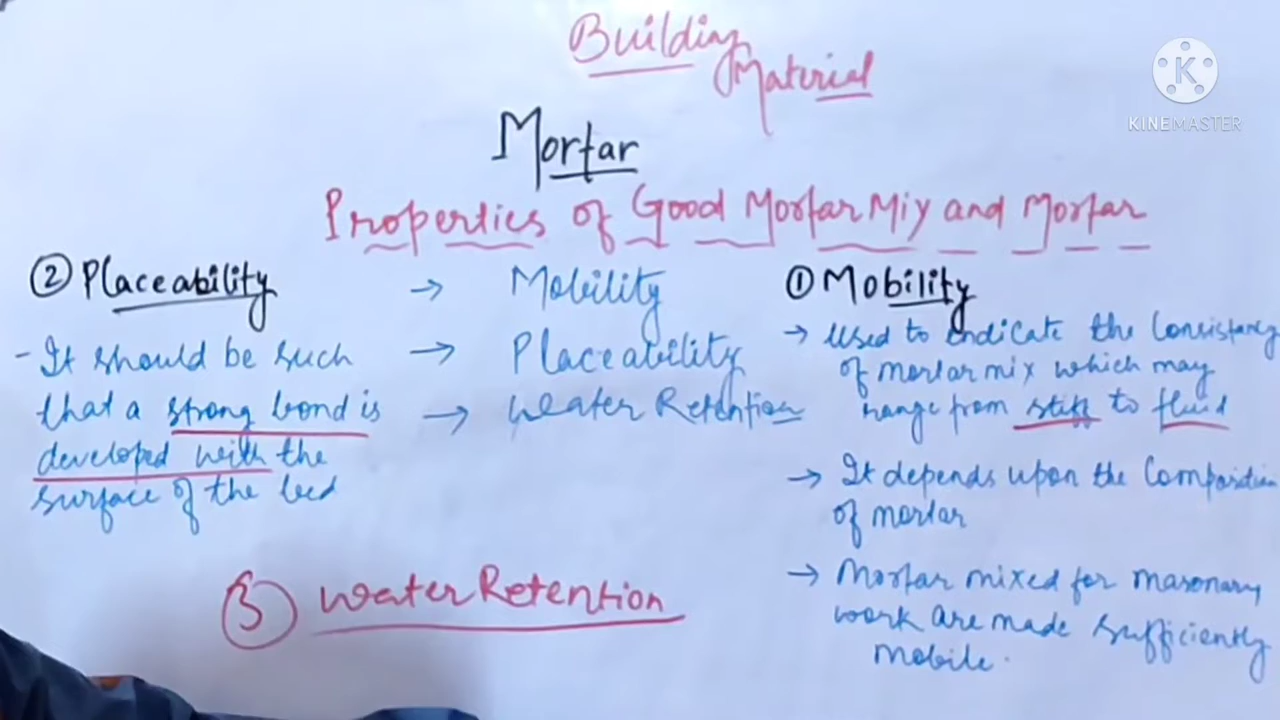 Building
Material
KINEMASTER
Mortar
Properties of Good Mortar Mix and Mortar
→ Mobility
→ Placeability
→ Water Retention
① Mobility
→ Used to indicate the Consistancy
of mortar mix which may
range from stiff to fluid
→ It depends upon the Composition
of mortar
→ Mortar mixed for masonary
work are made sufficiently
mobile.
② Placeability
- It should be such
that a strong bond is
developed with the
surface of the bed
③ Water Retention